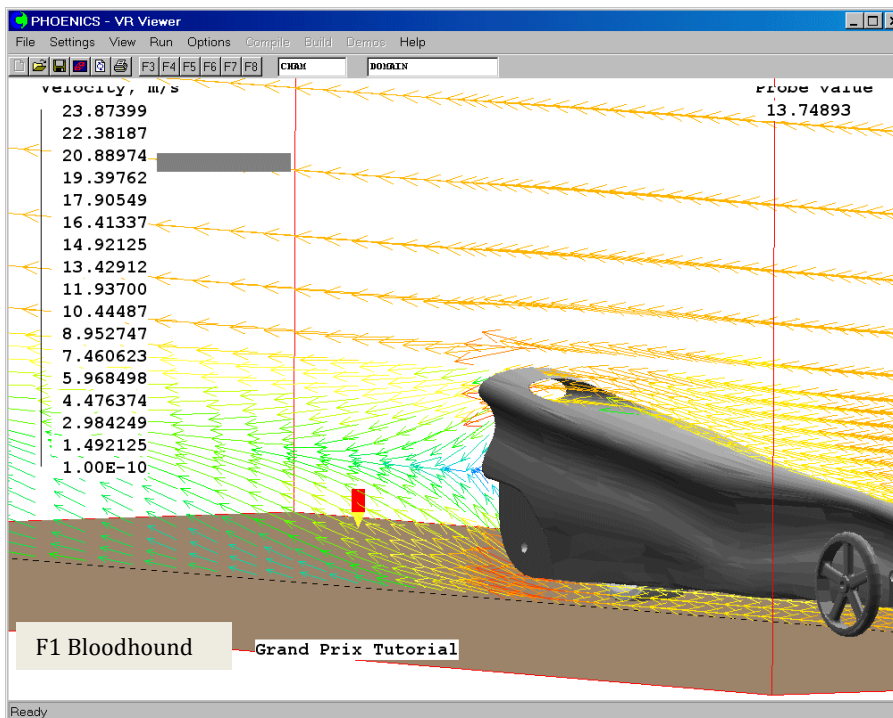 PHOENICS - VR Viewer
File Settings View Run Options Compile Build Demos Help
F3 F4 F5 F6 F7 F8 CHAM DOMAIN
Velocity, m/s
23.87399
22.38187
20.88974
19.39762
17.90549
16.41337
14.92125
13.42912
11.93700
10.44487
8.952747
7.460623
5.968498
4.476374
2.984249
1.492125
1.00E-10
Probe value
13.74893
F1 Bloodhound
Grand Prix Tutorial
Ready